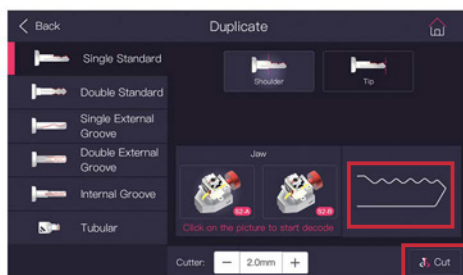 Back
Duplicate
Single Standard
Double Standard
Single External
Groove
Double External
Groove
Internal Groove
Tubular
Shoulder
Tip
Jaw
S2-A
S2-B
Click on the picture to start decode
Cutter:
− 2.0mm +
Cut